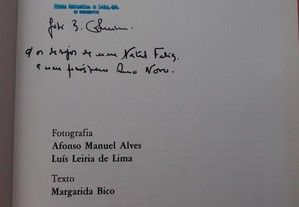 e os desejos de um Natal Feliz
e um próspero Ano Novo.
Fotografia
Afonso Manuel Alves
Luís Leiria de Lima
Texto
Margarida Bico